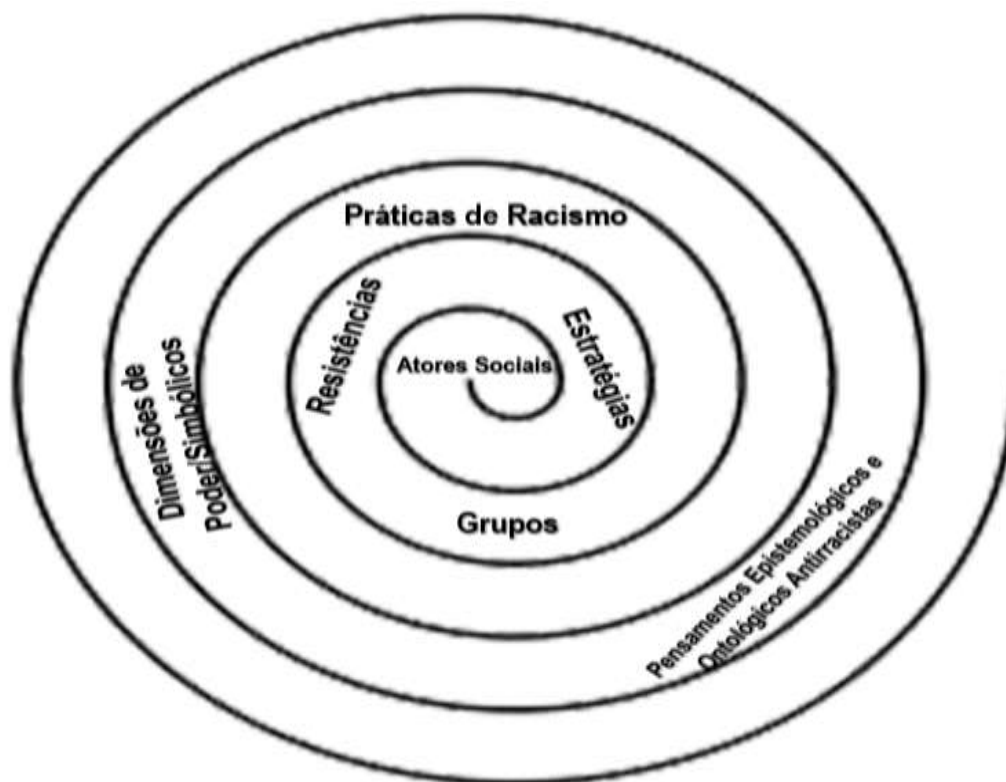 Práticas de Racismo
Resistências
Estratégias
Atores Sociais
Dimensões de
Poder/Simbólicos
Grupos
Pensamentos Epistemológicos e
Ontológicos Antirracistas